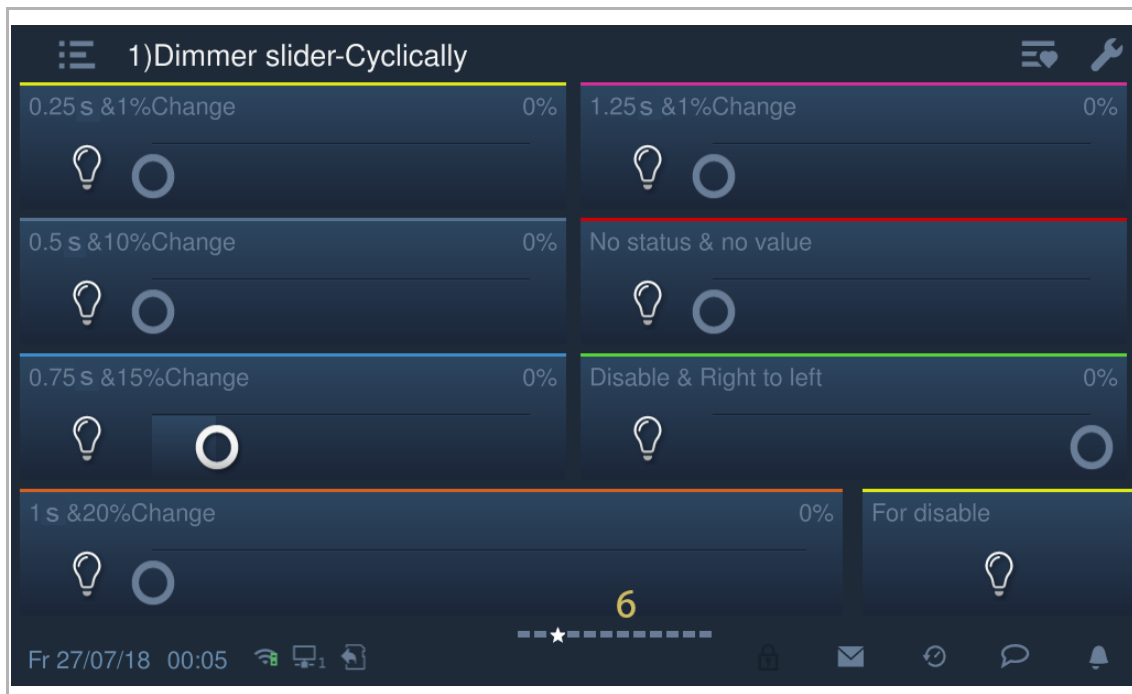 1)Dimmer slider-Cyclically
0.25 s &1%Change 0%
1.25 s &1%Change 0%
0.5 s &10%Change 0%
No status & no value
0.75 s &15%Change 0%
Disable & Right to left 0%
1 s &20%Change 0%
For disable
6
Fr 27/07/18 00:05 1